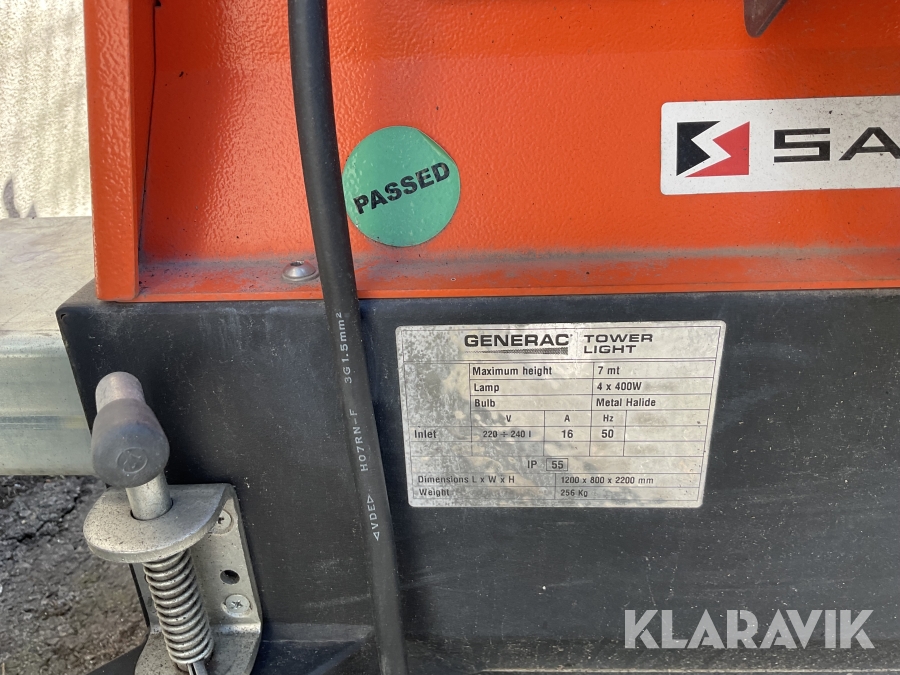 PASSED
SA
GENERAC TOWER LIGHT
Maximum height 7 mt
Lamp 4 x 400W
Bulb Metal Halide
V A Hz
Inlet 220 ÷ 240 16 50
IP 55
Dimensions L x W x H 1200 x 800 x 2200 mm
Weight 256 Kg
3G1.5mm²
H07RN-F
◁VDE▷
KLARAVIK